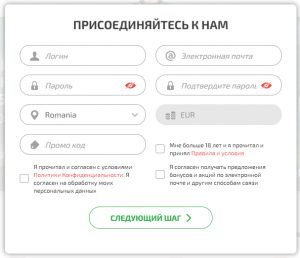 ПРИСОЕДИНЯЙТЕСЬ К НАМ
Логин
Электронная почта
Пароль
Подтвердите пароль
Romania
EUR
Промо код
Мне больше 18 лет и я прочитал и
принял Правила и условия
Я прочитал и согласен с условиями
Политики Конфиденциальности. Я
согласен на обработку моих
персональных данных
Я согласен получать предложения
бонусов и акций по электронной
почте и другим способам связи
СЛЕДУЮЩИЙ ШАГ